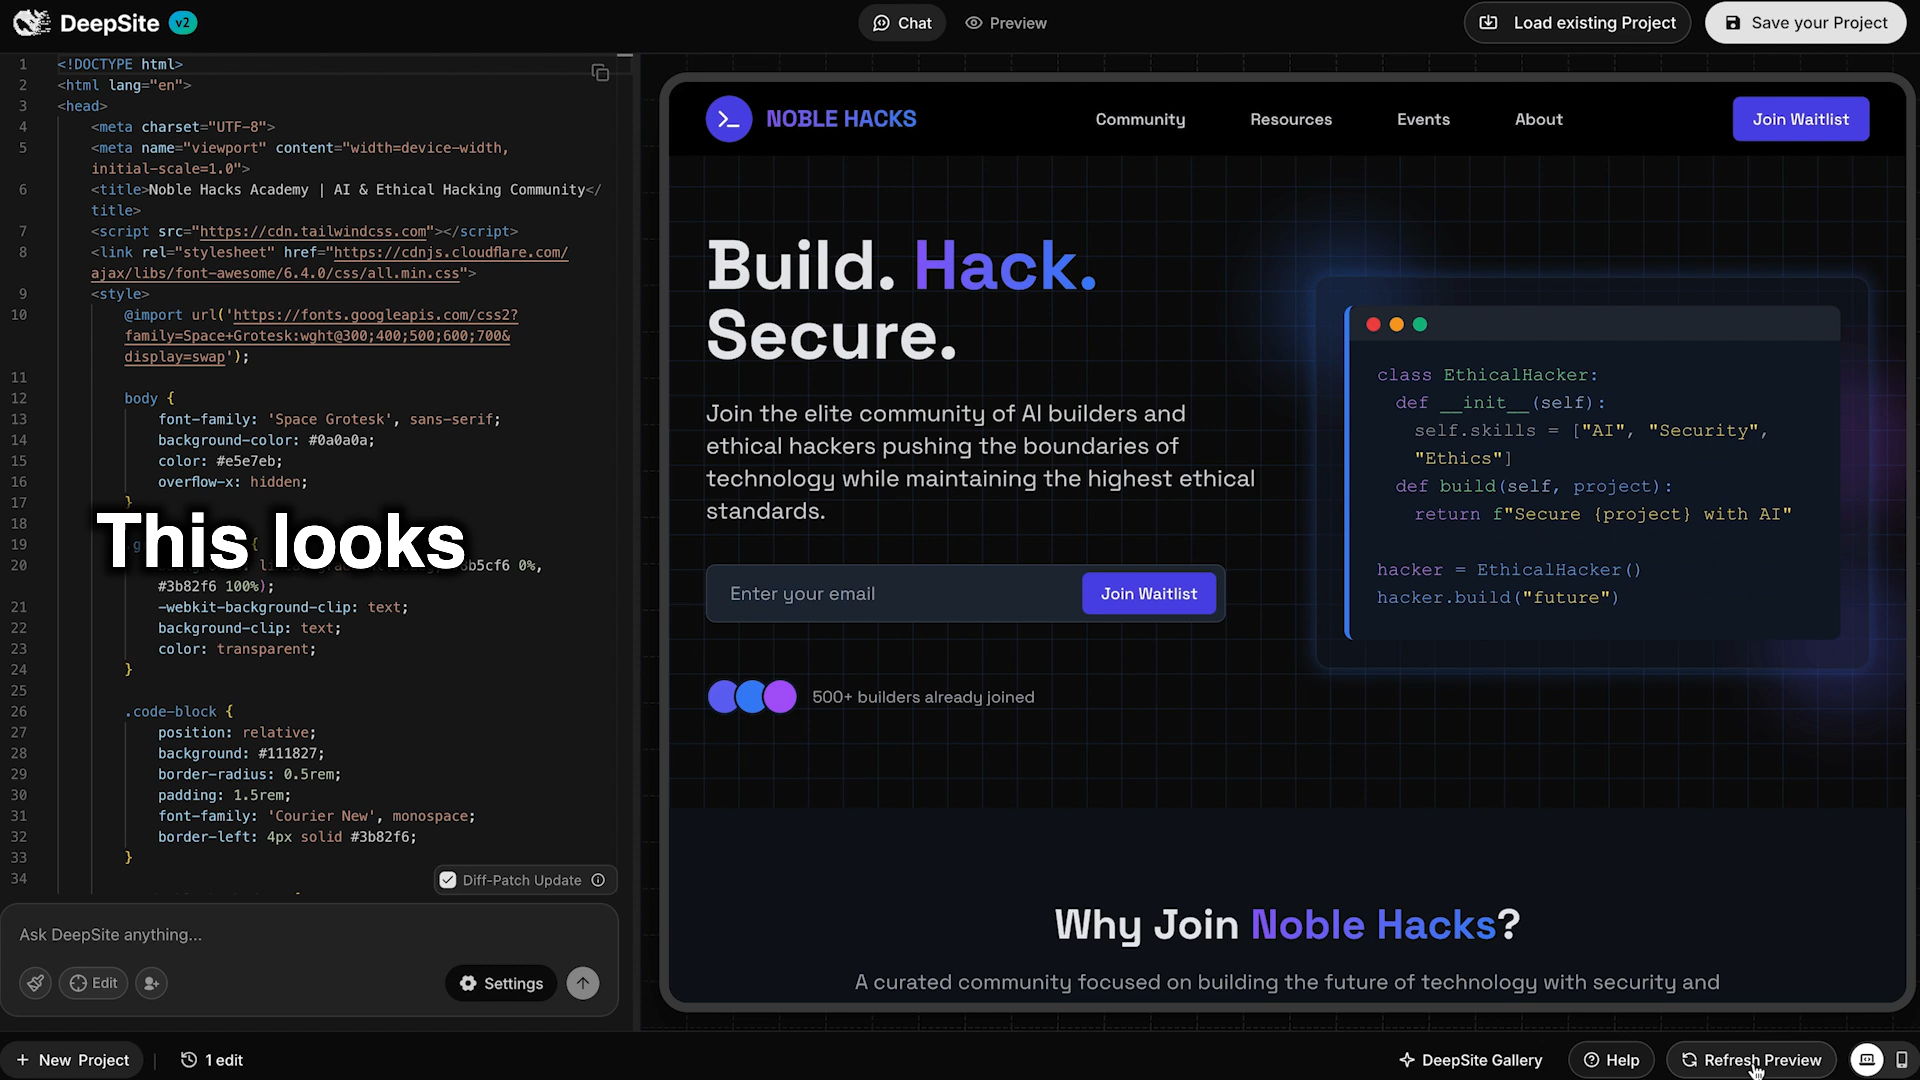 DeepSite v2
Chat
Preview
Load existing Project
Save your Project
1 <!DOCTYPE html>
2 <html lang="en">
3 <head>
4 <meta charset="UTF-8">
5 <meta name="viewport" content="width=device-width,
initial-scale=1.0">
6 <title>Noble Hacks Academy | AI & Ethical Hacking Community</
title>
7 <script src="https://cdn.tailwindcss.com"></script>
8 <link rel="stylesheet" href="https://cdnjs.cloudflare.com/
ajax/libs/font-awesome/6.4.0/css/all.min.css">
9 <style>
10 @import url('https://fonts.googleapis.com/css2?
family=Space+Grotesk:wght@300;400;500;600;700&
display=swap');
11
12 body {
13 font-family: 'Space Grotesk', sans-serif;
14 background-color: #0a0a0a;
15 color: #e5e7eb;
16 overflow-x: hidden;
17 }
18
This looks
19 {
20 0%,
#3b82f6 100%);
21 -webkit-background-clip: text;
22 background-clip: text;
23 color: transparent;
24 }
25
26 .code-block {
27 position: relative;
28 background: #111827;
29 border-radius: 0.5rem;
30 padding: 1.5rem;
31 font-family: 'Courier New', monospace;
32 border-left: 4px solid #3b82f6;
33 }
34
Diff-Patch Update
Ask DeepSite anything...
Edit
Settings
New Project
1 edit
>_ NOBLE HACKS
Community
Resources
Events
About
Join Waitlist
Build. Hack.
Secure.
Join the elite community of AI builders and
ethical hackers pushing the boundaries of
technology while maintaining the highest ethical
standards.
Enter your email
Join Waitlist
500+ builders already joined
class EthicalHacker:
def __init__(self):
self.skills = ["AI", "Security",
"Ethics"]
def build(self, project):
return f"Secure {project} with AI"
hacker = EthicalHacker()
hacker.build("future")
Why Join Noble Hacks?
A curated community focused on building the future of technology with security and
DeepSite Gallery
Help
Refresh Preview